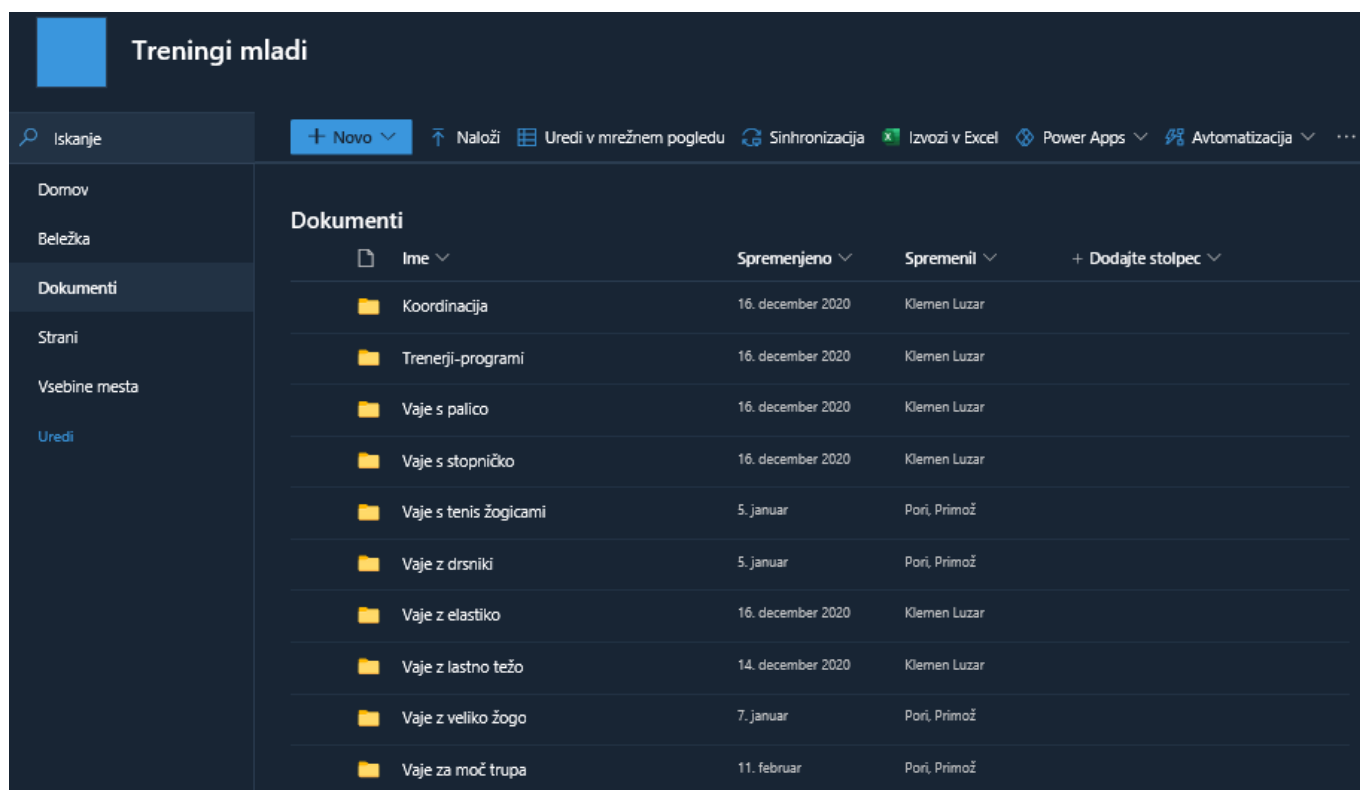 Treningi mladi
Iskanje
+ Novo Naloži Uredi v mrežnem pogledu Sinhronizacija Izvozi v Excel Power Apps Avtomatizacija ...
Domov
Beležka
Dokumenti
Strani
Vsebine mesta
Uredi
Dokumenti
Ime Spremenjeno Spremenil + Dodajte stolpec
Koordinacija 16. december 2020 Klemen Luzar
Trenerji-programi 16. december 2020 Klemen Luzar
Vaje s palico 16. december 2020 Klemen Luzar
Vaje s stopničko 16. december 2020 Klemen Luzar
Vaje s tenis žogicami 5. januar Pori, Primož
Vaje z drsniki 5. januar Pori, Primož
Vaje z elastiko 16. december 2020 Klemen Luzar
Vaje z lastno težo 14. december 2020 Klemen Luzar
Vaje z veliko žogo 7. januar Pori, Primož
Vaje za moč trupa 11. februar Pori, Primož